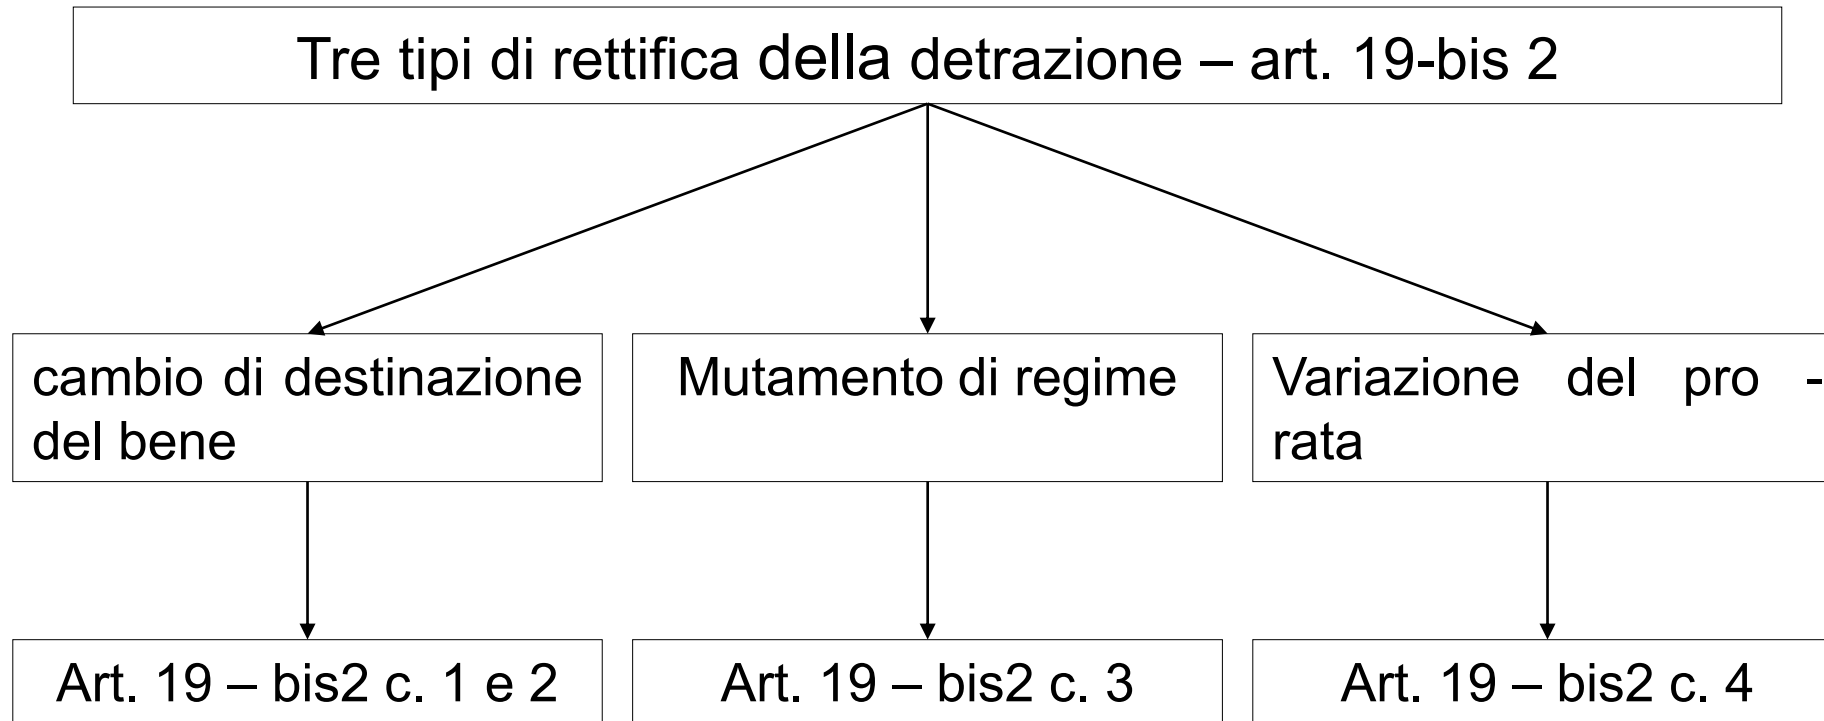 Tre tipi di rettifica della detrazione – art. 19-bis 2
cambio di destinazione
del bene
Mutamento di regime
Variazione del pro -
rata
Art. 19 – bis2 c. 1 e 2
Art. 19 – bis2 c. 3
Art. 19 – bis2 c. 4